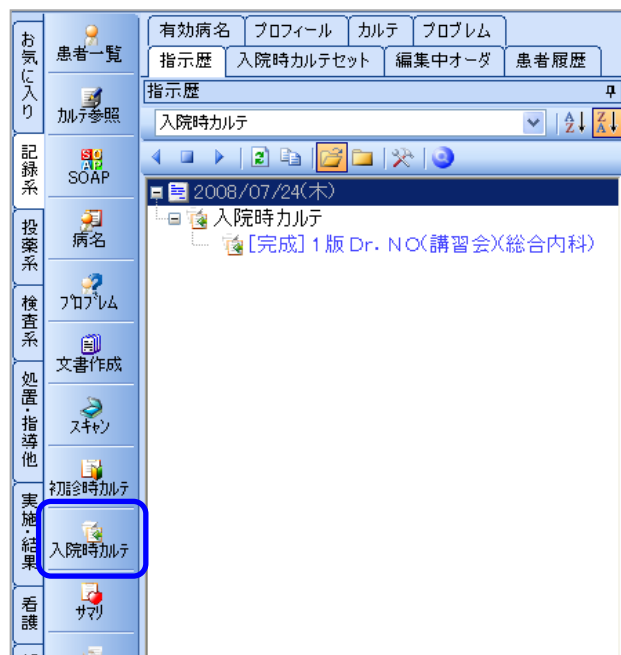 お気に入り
記録系
投薬系
検査系
処置・指導他
実施・結果
看護
患者一覧
カルテ参照
SOAP
病名
プロブレム
文書作成
スキャン
初診時カルテ
入院時カルテ
サマリ
有効病名 プロフィール カルテ プロブレム
指示歴 入院時カルテセット 編集中オーダ 患者履歴
指示歴
入院時カルテ
2008/07/24(木)
入院時カルテ
[完成] 1版 Dr. NO(講習会)(総合内科)